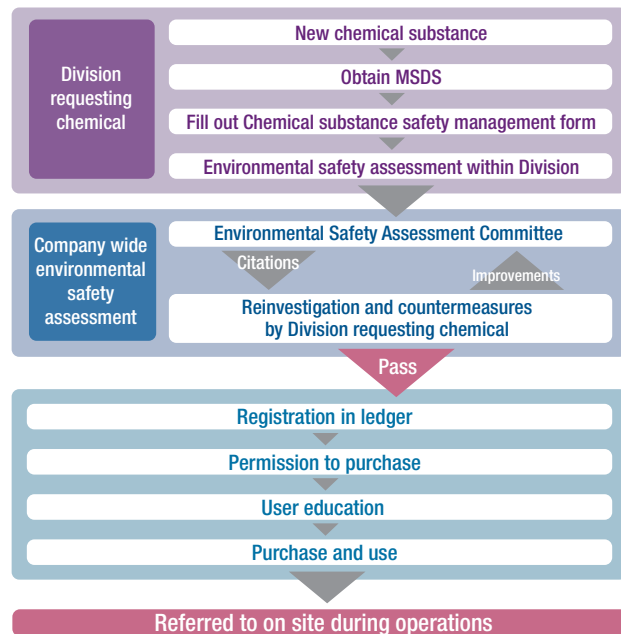 Division
requesting
chemical
New chemical substance
Obtain MSDS
Fill out Chemical substance safety management form
Environmental safety assessment within Division
Company wide
environmental
safety
assessment
Environmental Safety Assessment Committee
Citations
Improvements
Reinvestigation and countermeasures
by Division requesting chemical
Pass
Registration in ledger
Permission to purchase
User education
Purchase and use
Referred to on site during operations